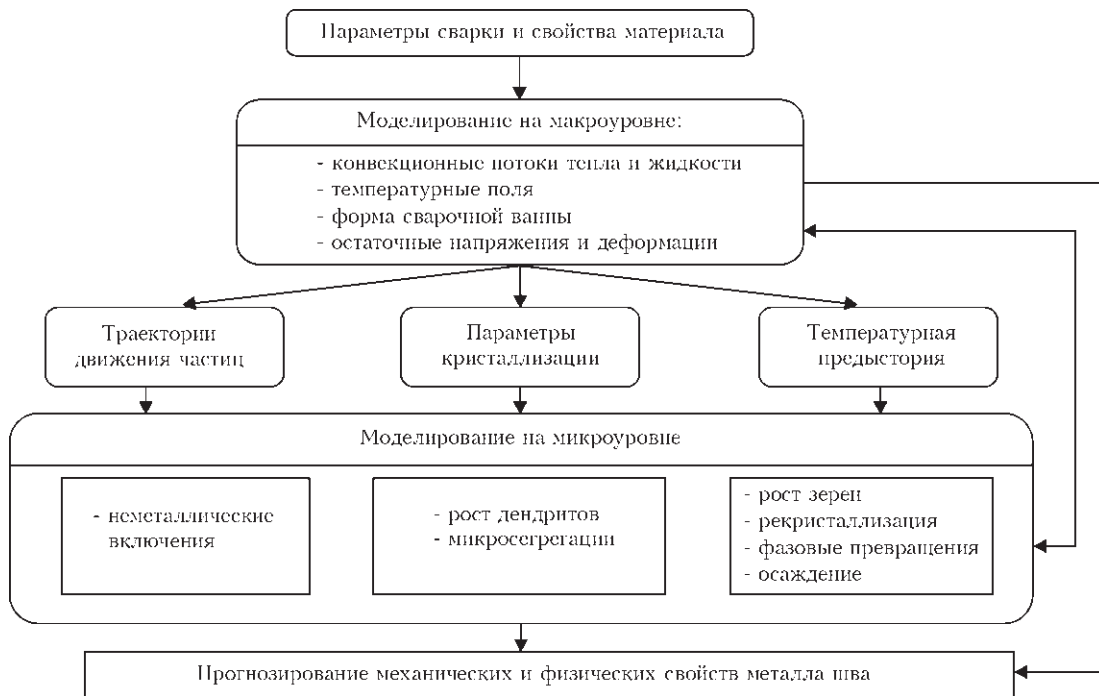 Параметры сварки и свойства материала
Моделирование на макроуровне:
- конвекционные потоки тепла и жидкости
- температурные поля
- форма сварочной ванны
- остаточные напряжения и деформации
Траектории
движения частиц
Параметры
кристаллизации
Температурная
предыстория
Моделирование на микроуровне
- неметаллические
включения
- рост дендритов
- микросегрегации
- рост зерен
- рекристаллизация
- фазовые превращения
- осаждение
Прогнозирование механических и физических свойств металла шва